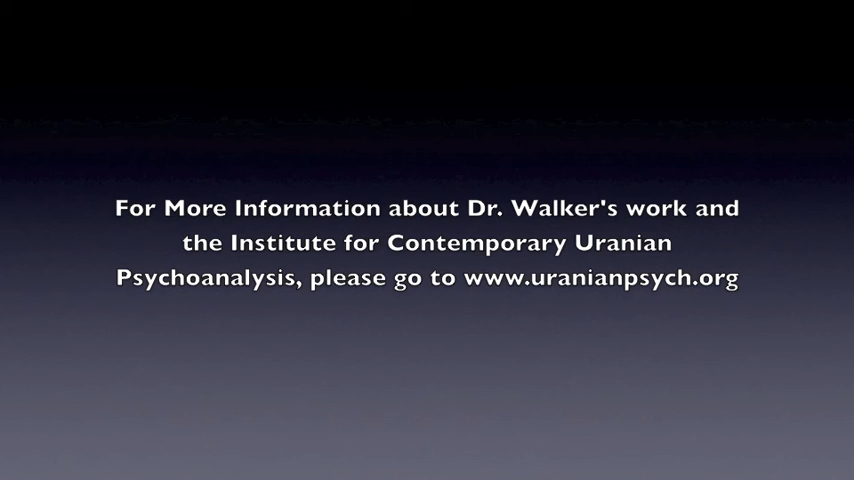 For More Information about Dr. Walker's work and
the Institute for Contemporary Uranian
Psychoanalysis, please go to www.uranianpsych.org